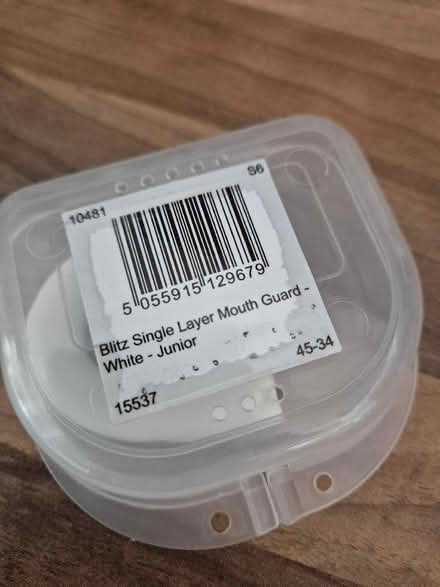 10481
S6
5 055915 129679
Blitz Single Layer Mouth Guard -
White - Junior
15537
45-34